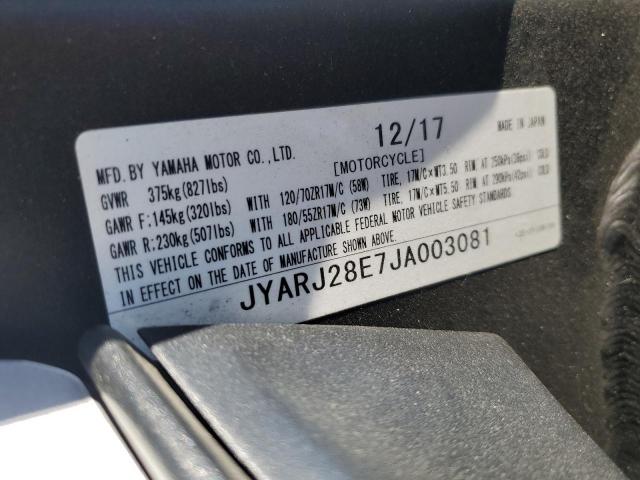 12/17 MADE IN JAPAN
MFD. BY YAMAHA MOTOR CO., LTD. [MOTORCYCLE]
GVWR 375kg(827lbs)
GAWR F:145kg(320lbs) WITH 120/70ZR17M/C (58W) TIRE, 17M/C×MT3.50 RIM, AT 250kPa(36psi) COLD
GAWR R:230kg(507lbs) WITH 180/55ZR17M/C (73W) TIRE, 17M/C×MT5.50 RIM, AT 290kPa(42psi) COLD
THIS VEHICLE CONFORMS TO ALL APPLICABLE FEDERAL MOTOR VEHICLE SAFETY STANDARDS
IN EFFECT ON THE DATE OF MANUFACTURE SHOWN ABOVE.
JYARJ28E7JA003081